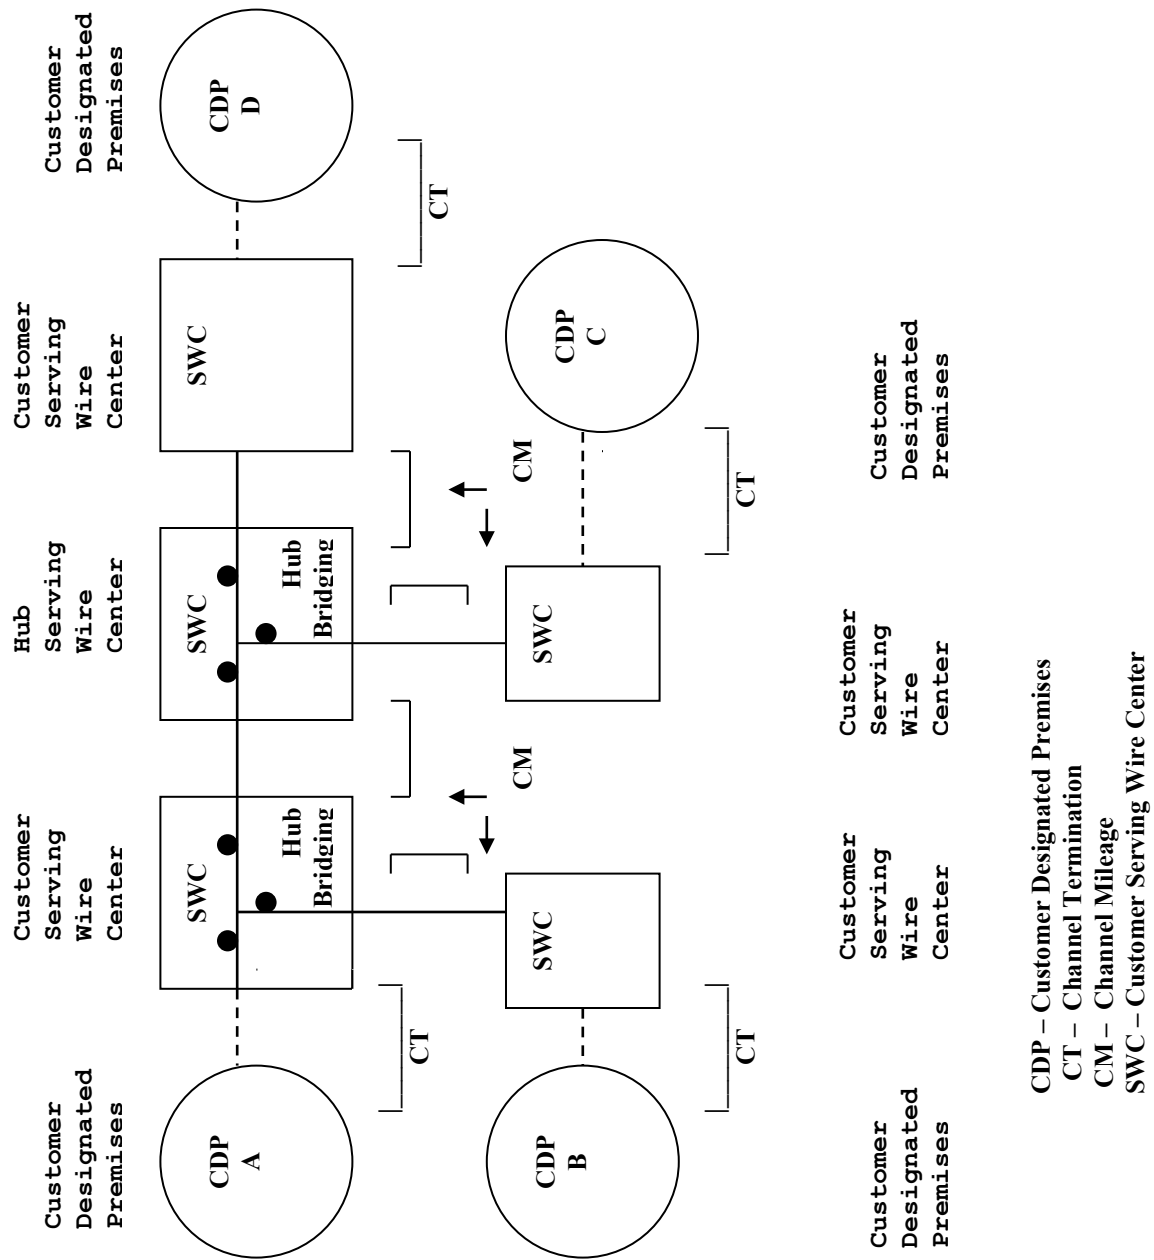 Customer
Designated
Premises
Customer
Serving
Wire
Center
Hub
Serving
Wire
Center
Customer
Serving
Wire
Center
Customer
Designated
Premises
CDP
A
SWC
Hub
Bridging
SWC
Hub
Bridging
SWC
CDP
D
CT
CM
CM
CT
CDP
B
SWC
SWC
CDP
C
CT
CT
Customer
Designated
Premises
Customer
Serving
Wire
Center
Customer
Serving
Wire
Center
Customer
Designated
Premises
CDP – Customer Designated Premises
CT – Channel Termination
CM – Channel Mileage
SWC – Customer Serving Wire Center